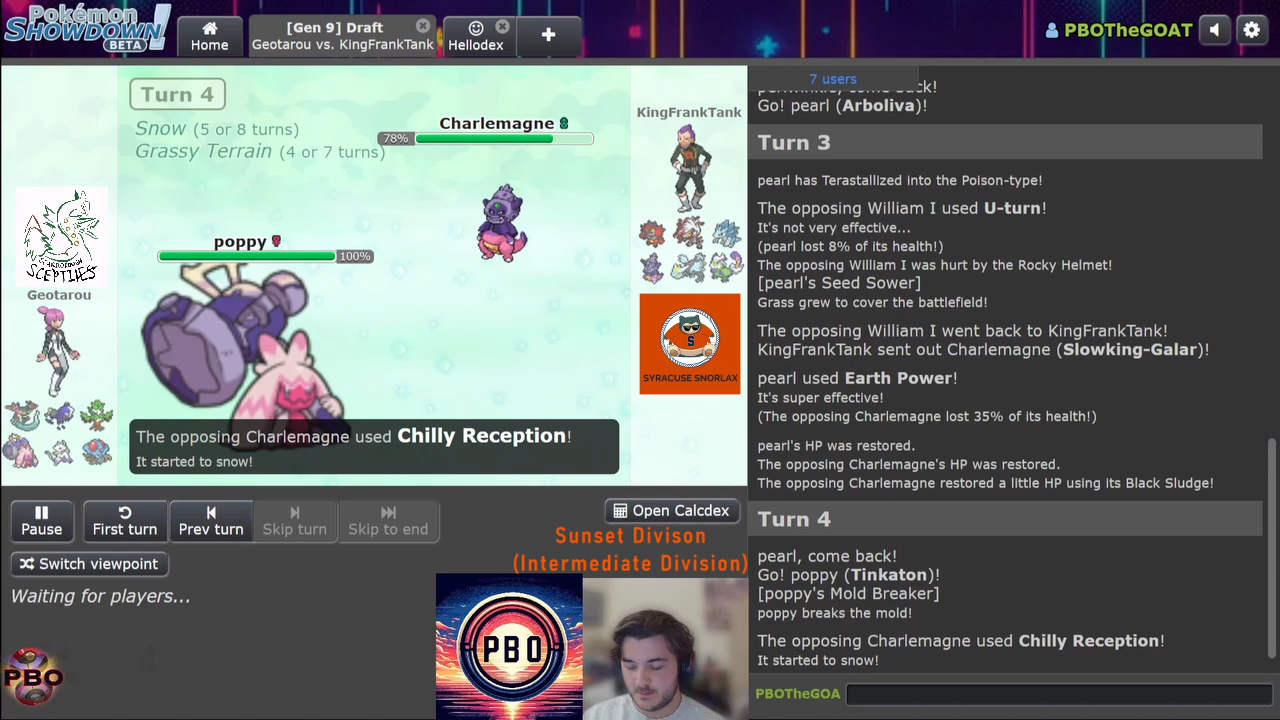 Pokémon
Showdown!
BETA
Home
[Gen 9] Draft
Geotarou vs. KingFrankTank
Hellodex
PBOTheGOAT
Turn 4
Snow (5 or 8 turns)
Grassy Terrain (4 or 7 turns)
Charlemagne
78%
poppy
100%
SCEPTILES
Geotarou
KingFrankTank
S
SYRACUSE SNORLAX
The opposing Charlemagne used Chilly Reception!
It started to snow!
7 users
periwinkle, come back!
Go! pearl (Arboliva)!
Turn 3
pearl has Terastallized into the Poison-type!
The opposing William I used U-turn!
It's not very effective...
(pearl lost 8% of its health!)
The opposing William I was hurt by the Rocky Helmet!
[pearl's Seed Sower]
Grass grew to cover the battlefield!
The opposing William I went back to KingFrankTank!
KingFrankTank sent out Charlemagne (Slowking-Galar)!
pearl used Earth Power!
It's super effective!
(The opposing Charlemagne lost 35% of its health!)
pearl's HP was restored.
The opposing Charlemagne's HP was restored.
The opposing Charlemagne restored a little HP using its Black Sludge!
Turn 4
pearl, come back!
Go! poppy (Tinkaton)!
[poppy's Mold Breaker]
poppy breaks the mold!
The opposing Charlemagne used Chilly Reception!
It started to snow!
PBOTheGOA
Pause
First turn
Prev turn
Skip turn
Skip to end
Open Calcdex
Switch viewpoint
Waiting for players...
Sunset Divison
(Intermediate Division)
PBO
PBO